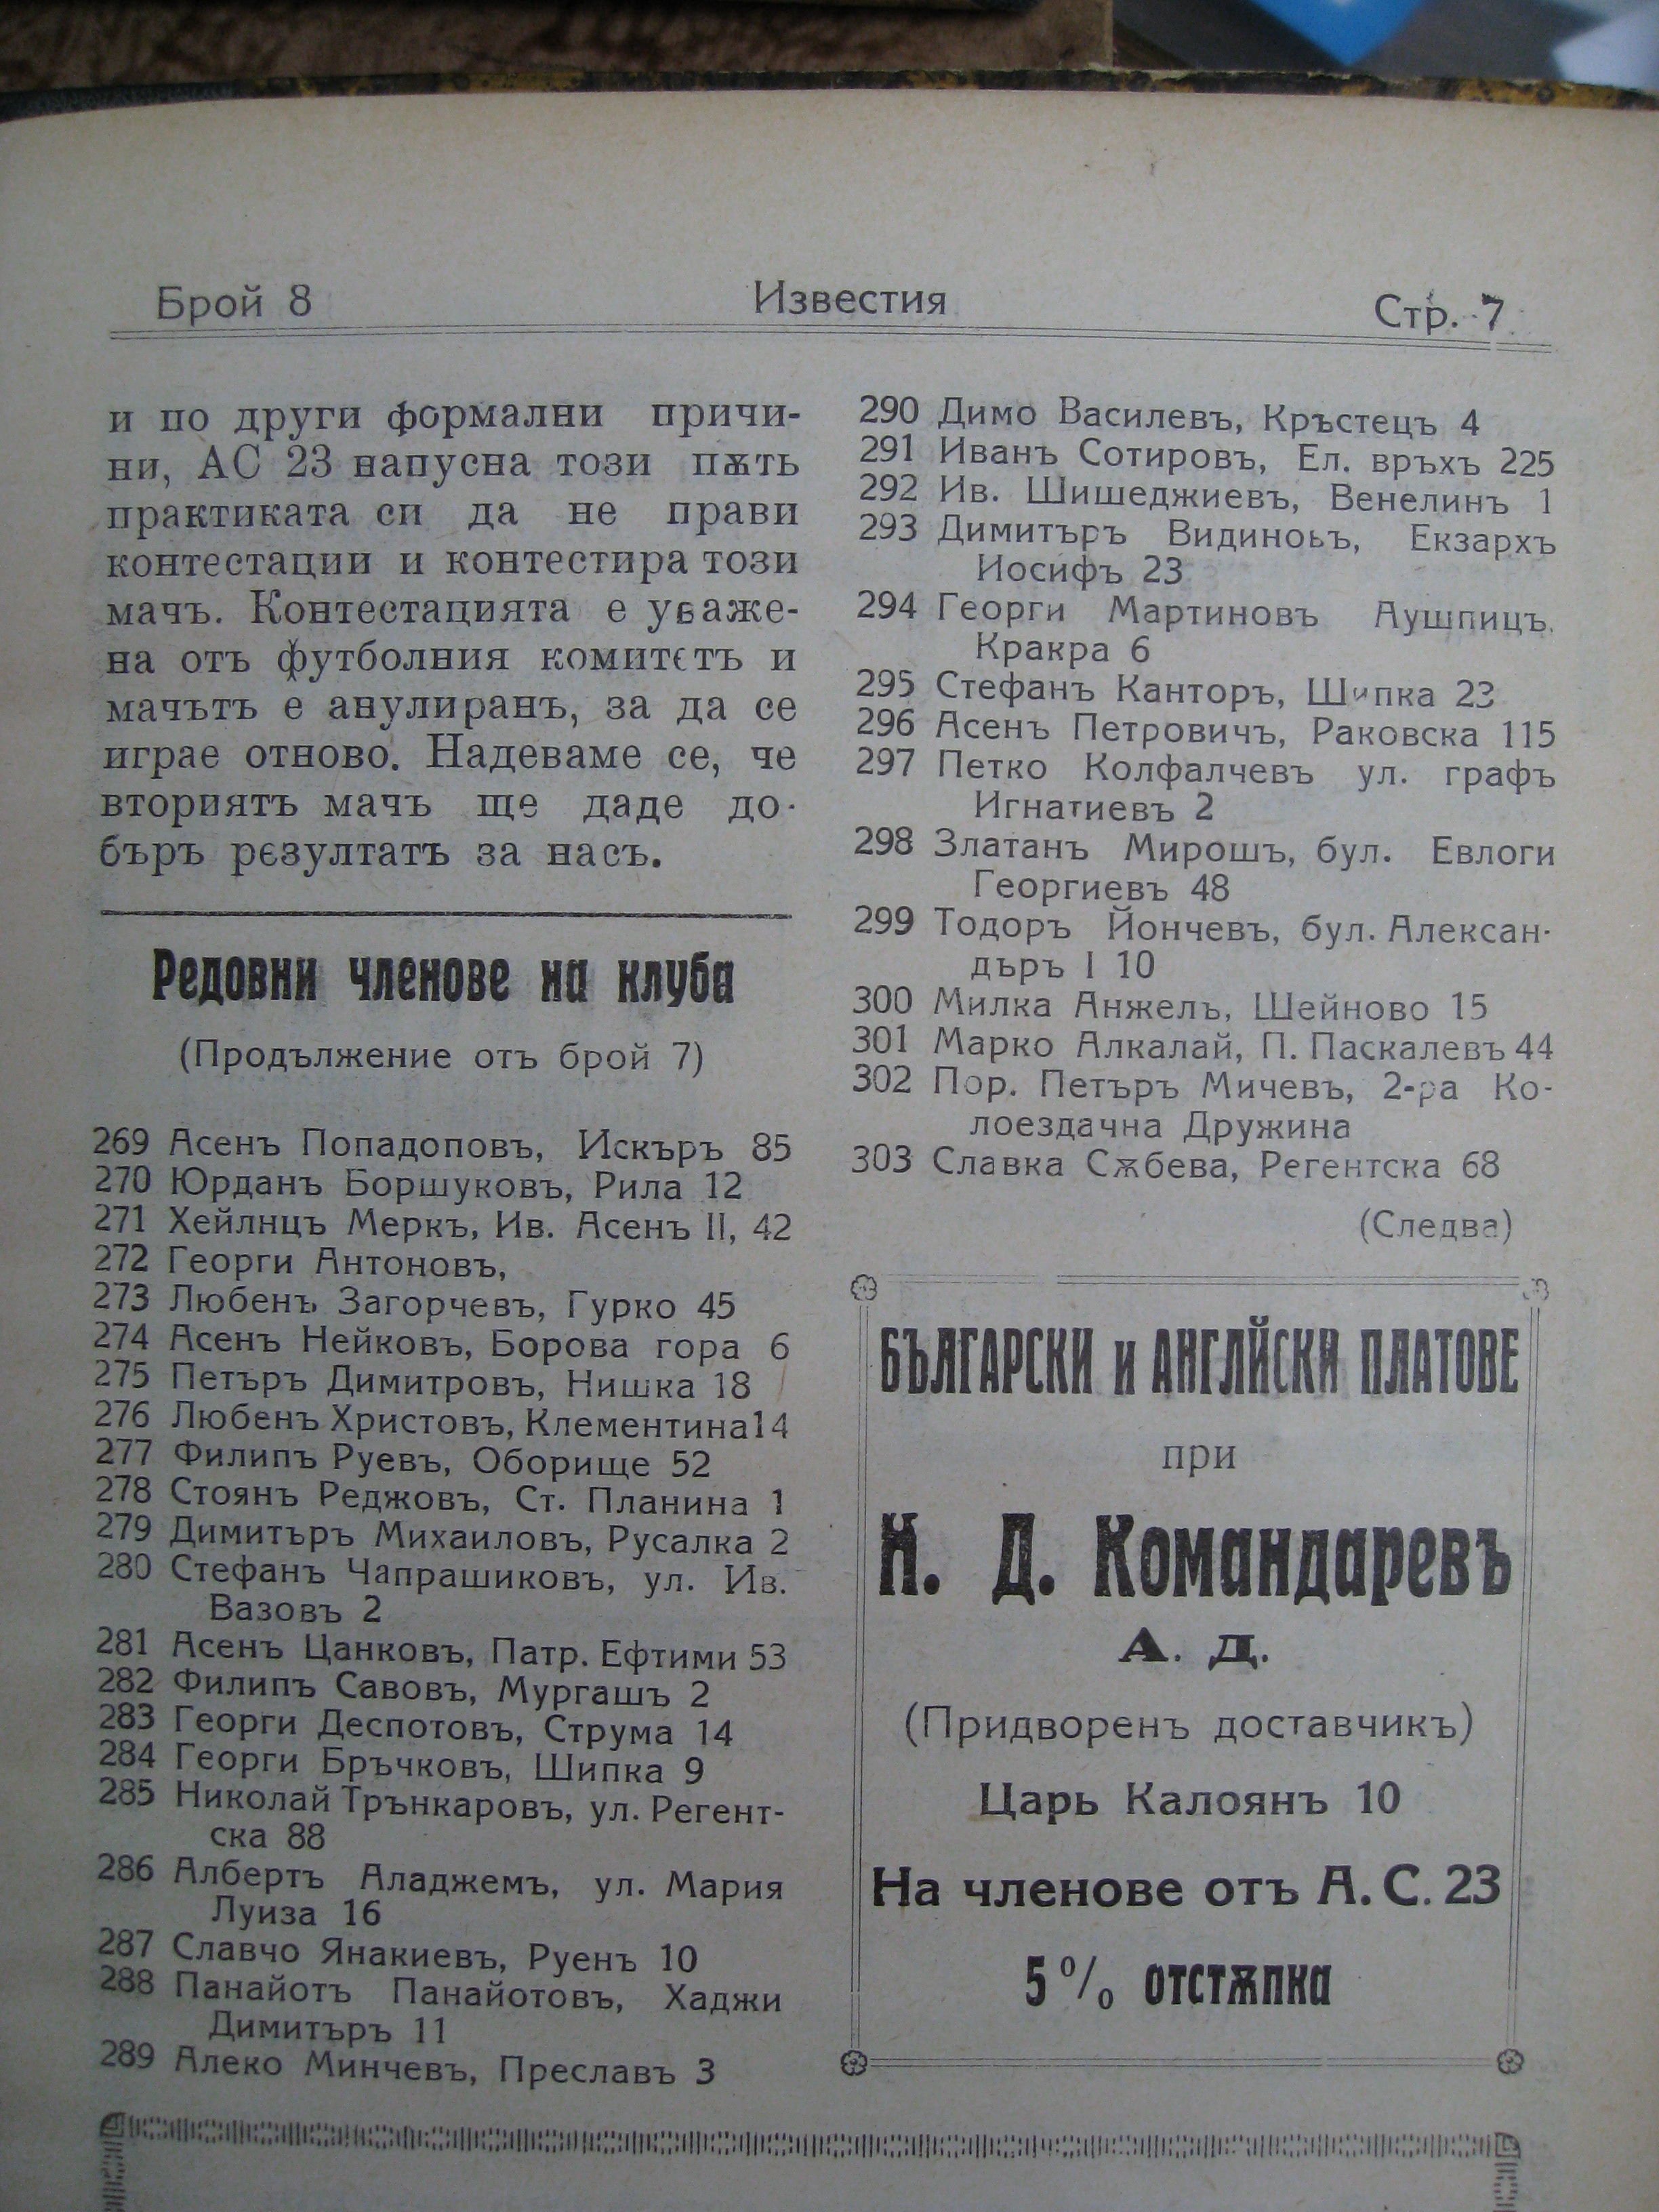 Брой 8
Известия
Стр. 7
и по други формални причи-
ни, АС 23 напусна този пѫть
практиката си да не прави
контестации и контестира този
мачъ. Контестацията е уваже-
на отъ футболния комитетъ и
мачътъ е анулиранъ, за да се
играе отново. Надеваме се, че
вториятъ мачъ ще даде до-
бъръ резултатъ за насъ.
Редовни членове на клуба
(Продължение отъ брой 7)
269 Асенъ Попадоповъ, Искъръ 85
270 Юрданъ Боршуковъ, Рила 12
271 Хейлнцъ Меркъ, Ив. Асенъ II, 42
272 Георги Антоновъ,
273 Любенъ Загорчевъ, Гурко 45
274 Асенъ Нейковъ, Борова гора 6
275 Петъръ Димитровъ, Нишка 18
276 Любенъ Христовъ, Клементина 14
277 Филипъ Руевъ, Оборище 52
278 Стоянъ Реджовъ, Ст. Планина 1
279 Димитъръ Михаиловъ, Русалка 2
280 Стефанъ Чапрашиковъ, ул. Ив.
Вазовъ 2
281 Асенъ Цанковъ, Патр. Ефтими 53
282 Филипъ Савовъ, Мургашъ 2
283 Георги Деспотовъ, Струма 14
284 Георги Бръчковъ, Шипка 9
285 Николай Трънкаровъ, ул. Регент-
ска 88
286 Албертъ Аладжемъ, ул. Мария
Луиза 16
287 Славчо Янакиевъ, Руенъ 10
288 Панайотъ Панайотовъ, Хаджи
Димитъръ 11
289 Алеко Минчевъ, Преславъ 3
290 Димо Василевъ, Кръстецъ 4
291 Иванъ Сотировъ, Ел. връхъ 225
292 Ив. Шишеджиевъ, Венелинъ 1
293 Димитъръ Видиновъ, Екзархъ
Иосифъ 23
294 Георги Мартиновъ Аушпицъ,
Кракра 6
295 Стефанъ Канторъ, Шипка 23
296 Асенъ Петровичъ, Раковска 115
297 Петко Колфалчевъ ул. графъ
Игнатиевъ 2
298 Златанъ Мирошъ, бул. Евлоги
Георгиевъ 48
299 Тодоръ Йончевъ, бул. Алексан-
дъръ I 10
300 Милка Анжелъ, Шейново 15
301 Марко Алкалай, П. Паскалевъ 44
302 Пор. Петъръ Мичевъ, 2-ра Ко-
лоездачна Дружина
303 Славка Сѫбева, Регентска 68
(Следва)
БЪЛГАРСКИ и АНГЛЙСКИ ПЛАТОВЕ
при
Н. Д. Командаревъ
А. Д.
(Придворенъ доставчикъ)
Царь Калоянъ 10
На членове отъ А. С. 23
5% отстѫпка